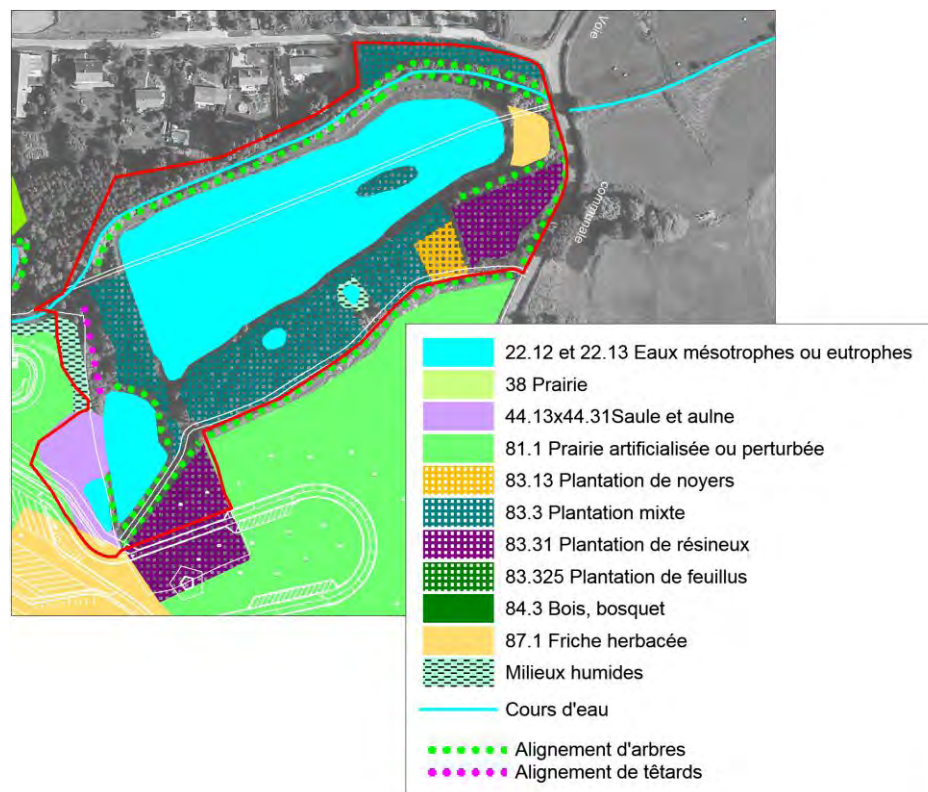 Voie
communale
22.12 et 22.13 Eaux mésotrophes ou eutrophes
38 Prairie
44.13x44.31Saule et aulne
81.1 Prairie artificialisée ou perturbée
83.13 Plantation de noyers
83.3 Plantation mixte
83.31 Plantation de résineux
83.325 Plantation de feuillus
84.3 Bois, bosquet
87.1 Friche herbacée
Milieux humides
Cours d'eau
Alignement d'arbres
Alignement de têtards